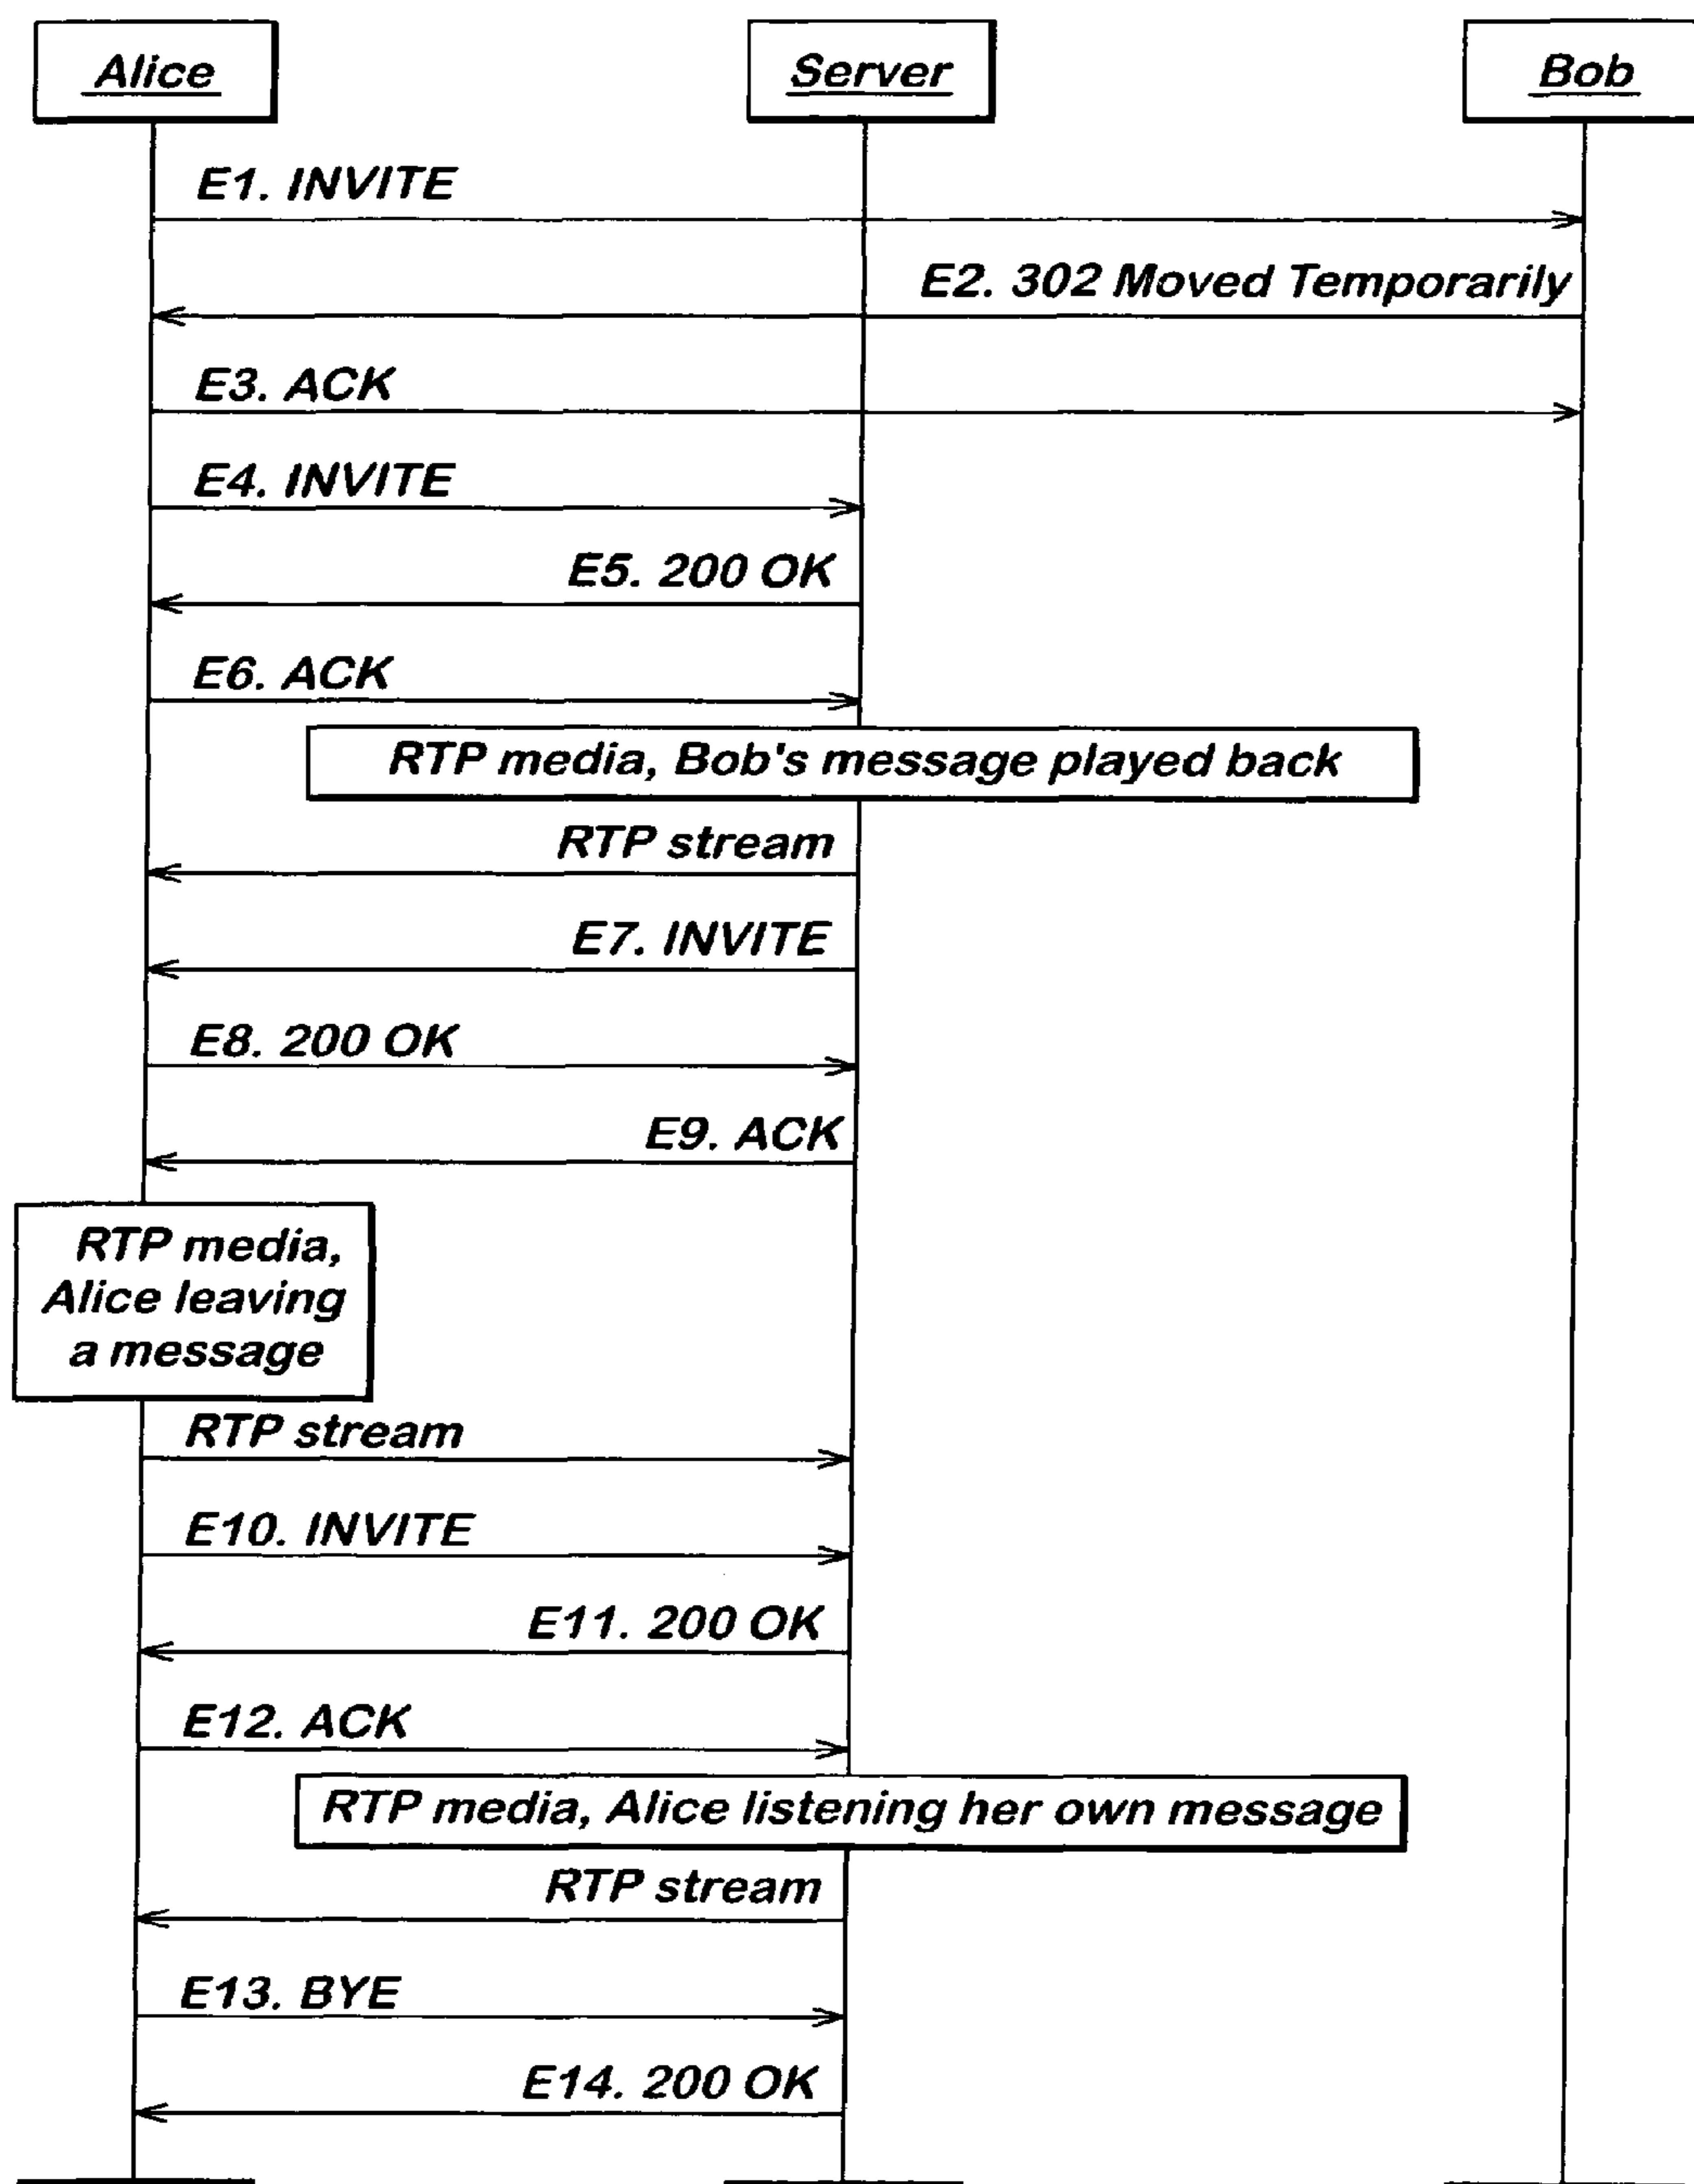 Alice
Server
Bob
E1. INVITE
E2. 302 Moved Temporarily
E3. ACK
E4. INVITE
E5. 200 OK
E6. ACK
RTP media, Bob's message played back
RTP stream
E7. INVITE
E8. 200 OK
E9. ACK
RTP media,
Alice leaving
a message
RTP stream
E10. INVITE
E11. 200 OK
E12. ACK
RTP media, Alice listening her own message
RTP stream
E13. BYE
E14. 200 OK